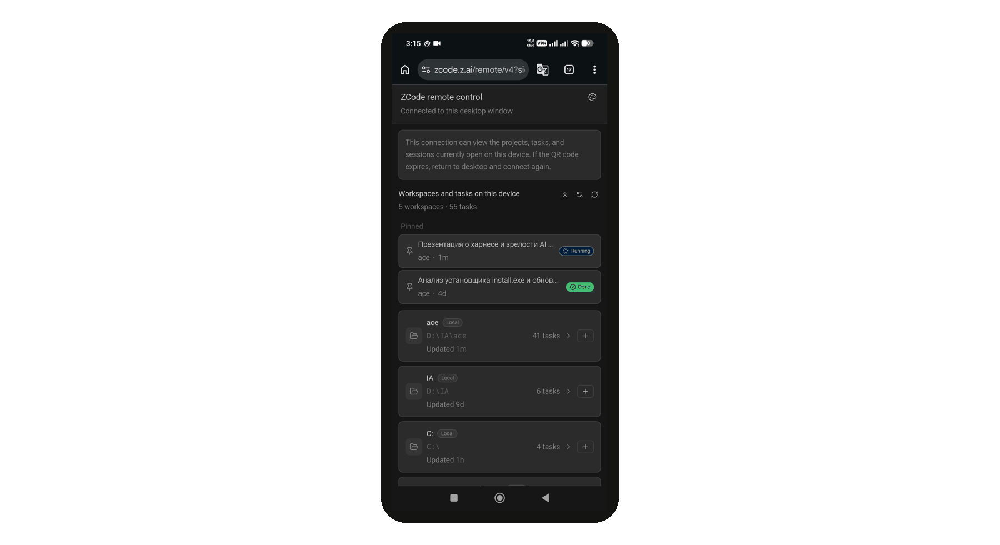 3:15
15,8
КБ/с
VPN
zcode.z.ai/remote/v4?si
17
ZCode remote control
Connected to this desktop window
This connection can view the projects, tasks, and
sessions currently open on this device. If the QR code
expires, return to desktop and connect again.
Workspaces and tasks on this device
5 workspaces · 55 tasks
Pinned
Презентация о харнесе и зрелости AI ...
Running
ace · 1m
Анализ установщика install.exe и обнов...
Done
ace · 4d
ace Local
D:\IA\ace
41 tasks
Updated 1m
IA Local
D:\IA
6 tasks
Updated 9d
C: Local
C:\
4 tasks
Updated 1h